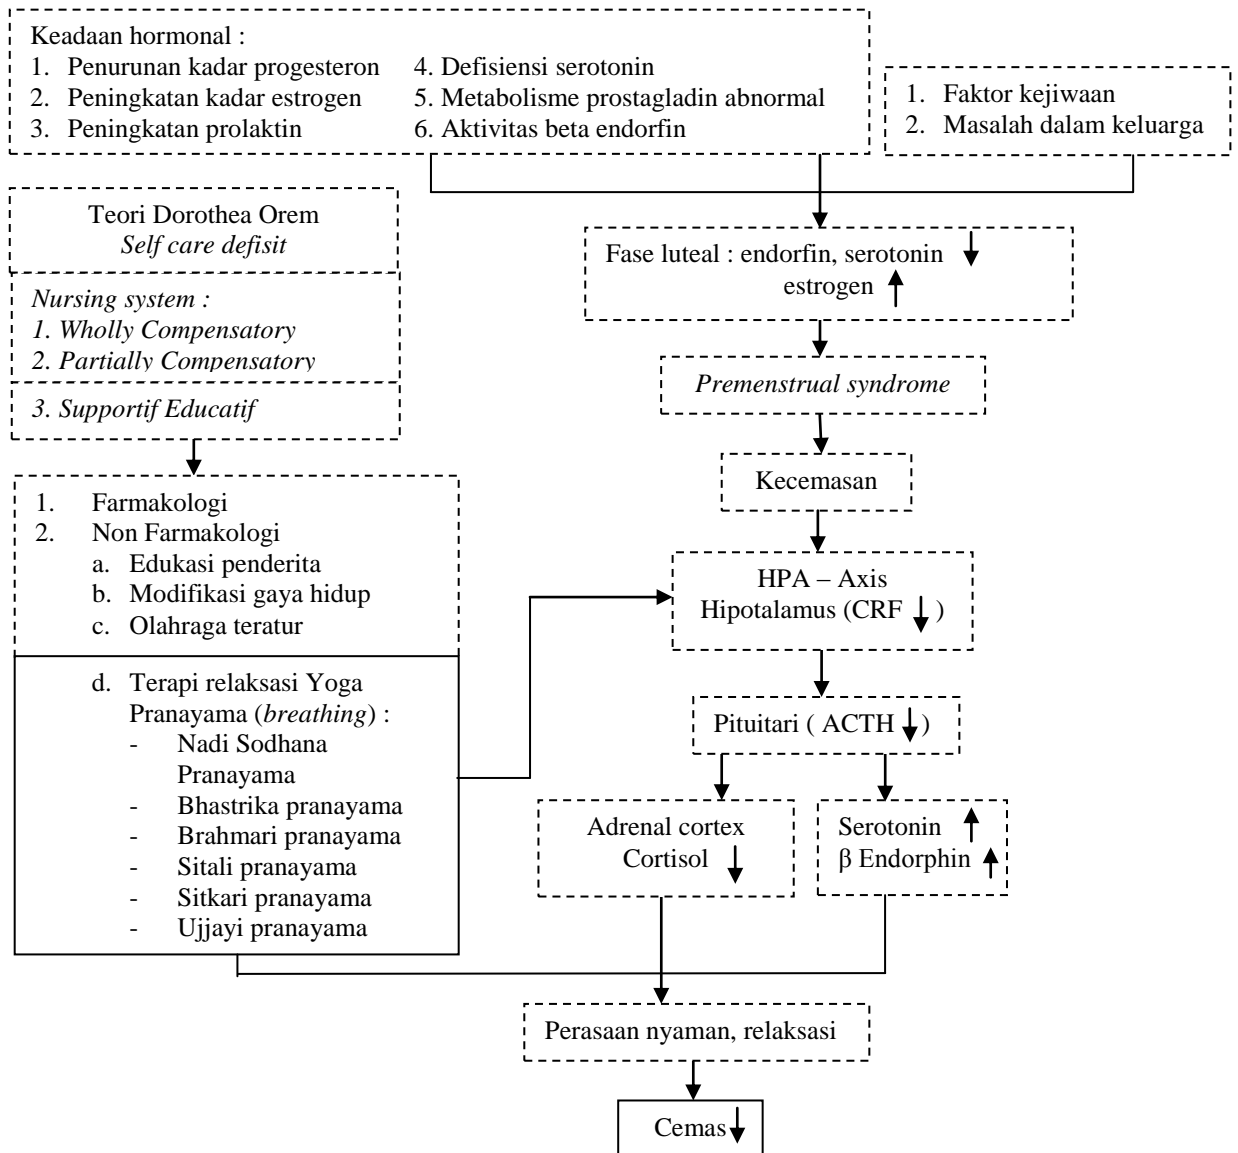 Keadaan hormonal :
1. Penurunan kadar progesteron
2. Peningkatan kadar estrogen
3. Peningkatan prolaktin
4. Defisiensi serotonin
5. Metabolisme prostagladin abnormal
6. Aktivitas beta endorfin
1. Faktor kejiwaan
2. Masalah dalam keluarga
Teori Dorothea Orem
Self care defisit
Nursing system :
1. Wholly Compensatory
2. Partially Compensatory
3. Supportif Educatif
Fase luteal : endorfin, serotonin ↓
estrogen ↑
Premenstrual syndrome
Kecemasan
1. Farmakologi
2. Non Farmakologi
a. Edukasi penderita
b. Modifikasi gaya hidup
c. Olahraga teratur
d. Terapi relaksasi Yoga
Pranayama (breathing) :
- Nadi Sodhana
Pranayama
- Bhastrika pranayama
- Brahmari pranayama
- Sitali pranayama
- Sitkari pranayama
- Ujjayi pranayama
HPA – Axis
Hipotalamus (CRF ↓ )
Pituitari ( ACTH ↓ )
Adrenal cortex
Cortisol ↓
Serotonin ↑
β Endorphin ↑
Perasaan nyaman, relaksasi
Cemas ↓